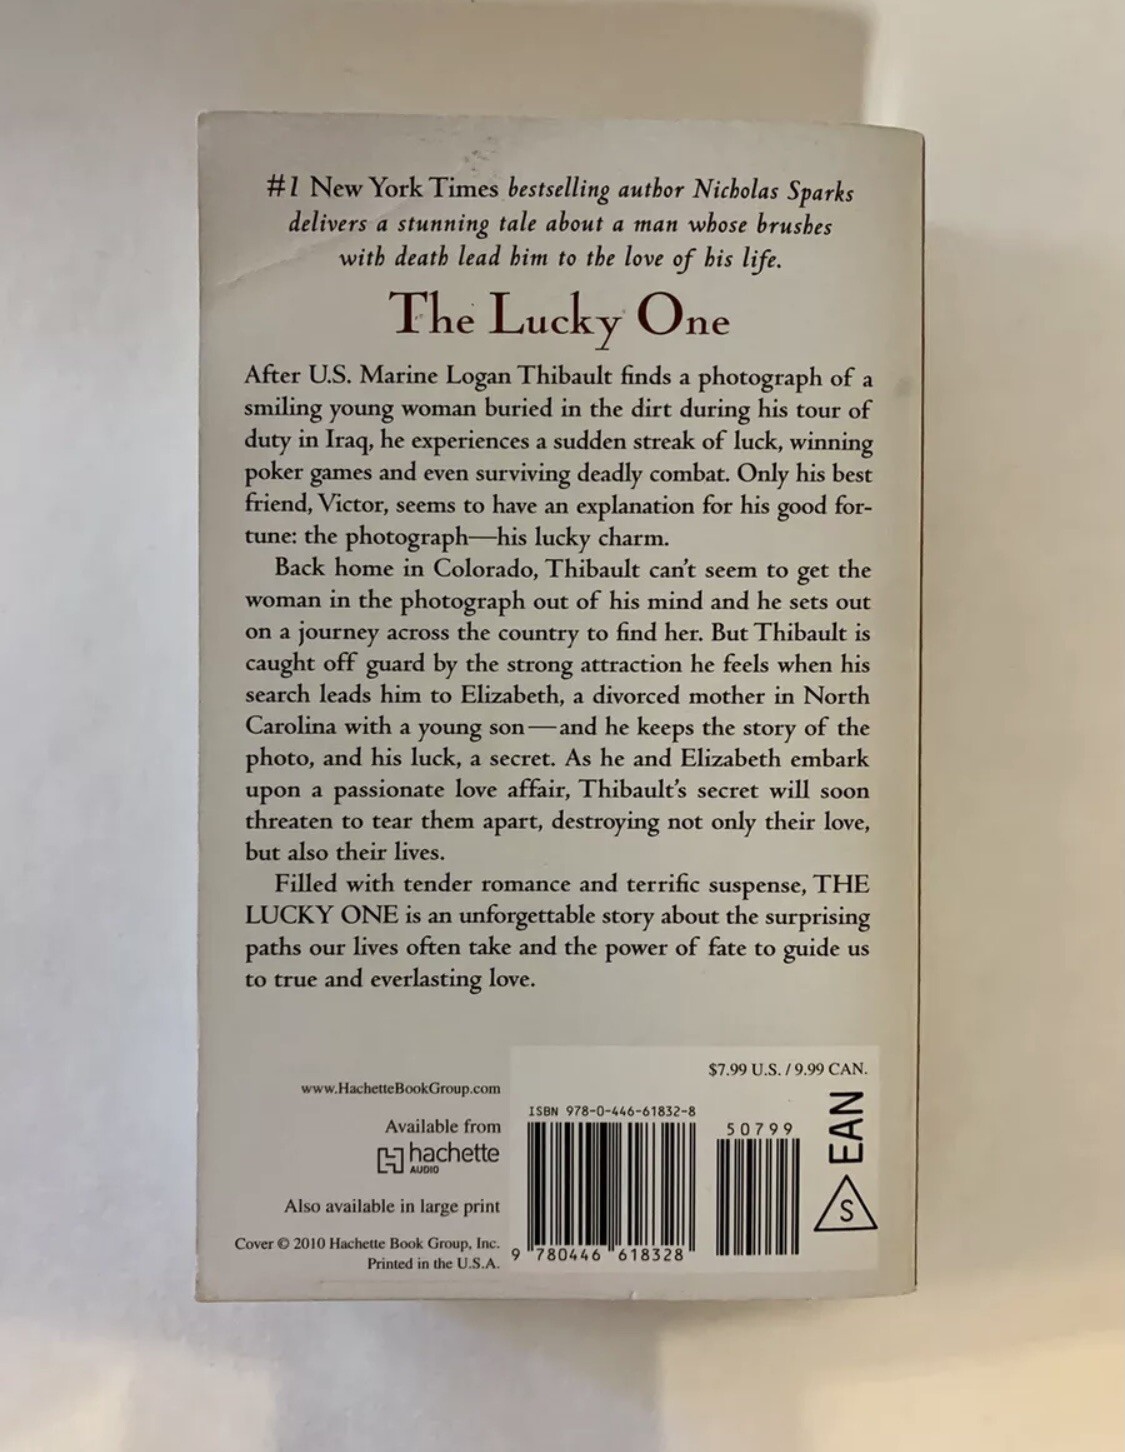 #1 New York Times bestselling author Nicholas Sparks
delivers a stunning tale about a man whose brushes
with death lead him to the love of his life.
The Lucky One
After U.S. Marine Logan Thibault finds a photograph of a
smiling young woman buried in the dirt during his tour of
duty in Iraq, he experiences a sudden streak of luck, winning
poker games and even surviving deadly combat. Only his best
friend, Victor, seems to have an explanation for his good for-
tune: the photograph—his lucky charm.
Back home in Colorado, Thibault can't seem to get the
woman in the photograph out of his mind and he sets out
on a journey across the country to find her. But Thibault is
caught off guard by the strong attraction he feels when his
search leads him to Elizabeth, a divorced mother in North
Carolina with a young son—and he keeps the story of the
photo, and his luck, a secret. As he and Elizabeth embark
upon a passionate love affair, Thibault's secret will soon
threaten to tear them apart, destroying not only their love,
but also their lives.
Filled with tender romance and terrific suspense, THE
LUCKY ONE is an unforgettable story about the surprising
paths our lives often take and the power of fate to guide us
to true and everlasting love.
www.HachetteBookGroup.com
Available from
hachette
AUDIO
Also available in large print
Cover © 2010 Hachette Book Group, Inc.
Printed in the U.S.A.
$7.99 U.S. / 9.99 CAN.
ISBN 978-0-446-61832-8
50799
9 780446 618328
EAN
S